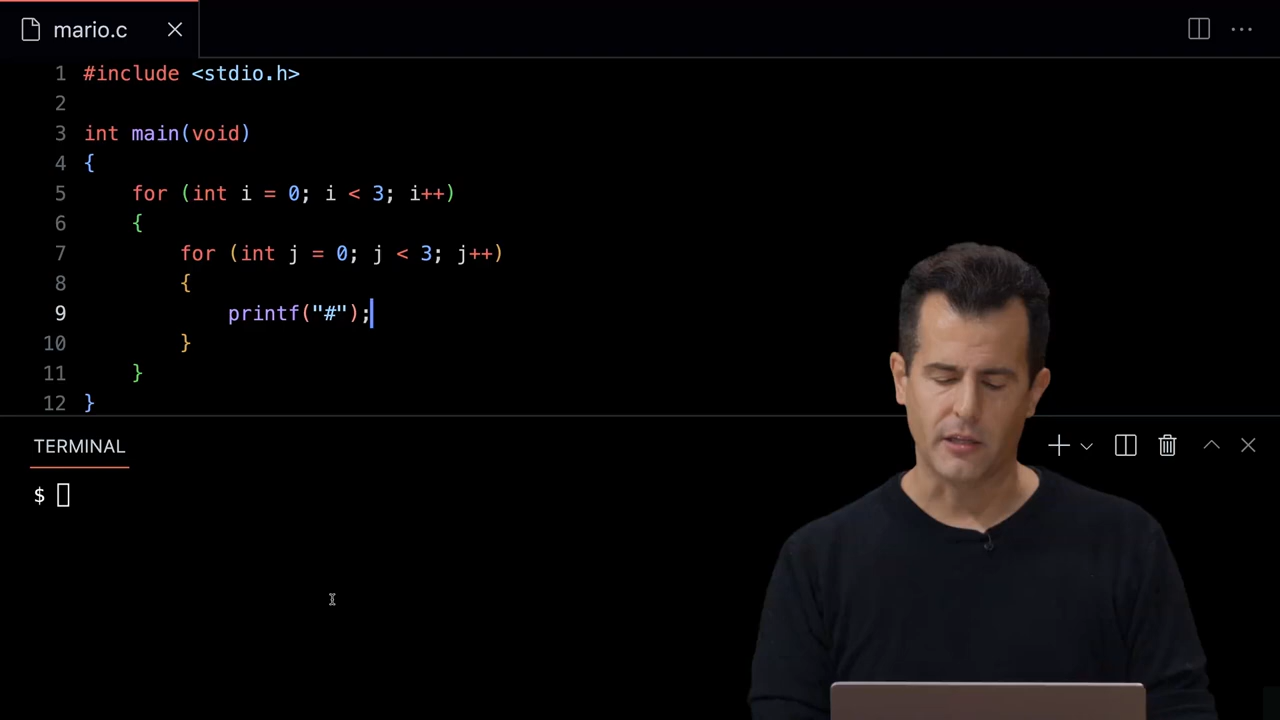 mario.c
1 #include <stdio.h>
2
3 int main(void)
4 {
5     for (int i = 0; i < 3; i++)
6     {
7         for (int j = 0; j < 3; j++)
8         {
9             printf("#");
10         }
11     }
12 }
TERMINAL
$